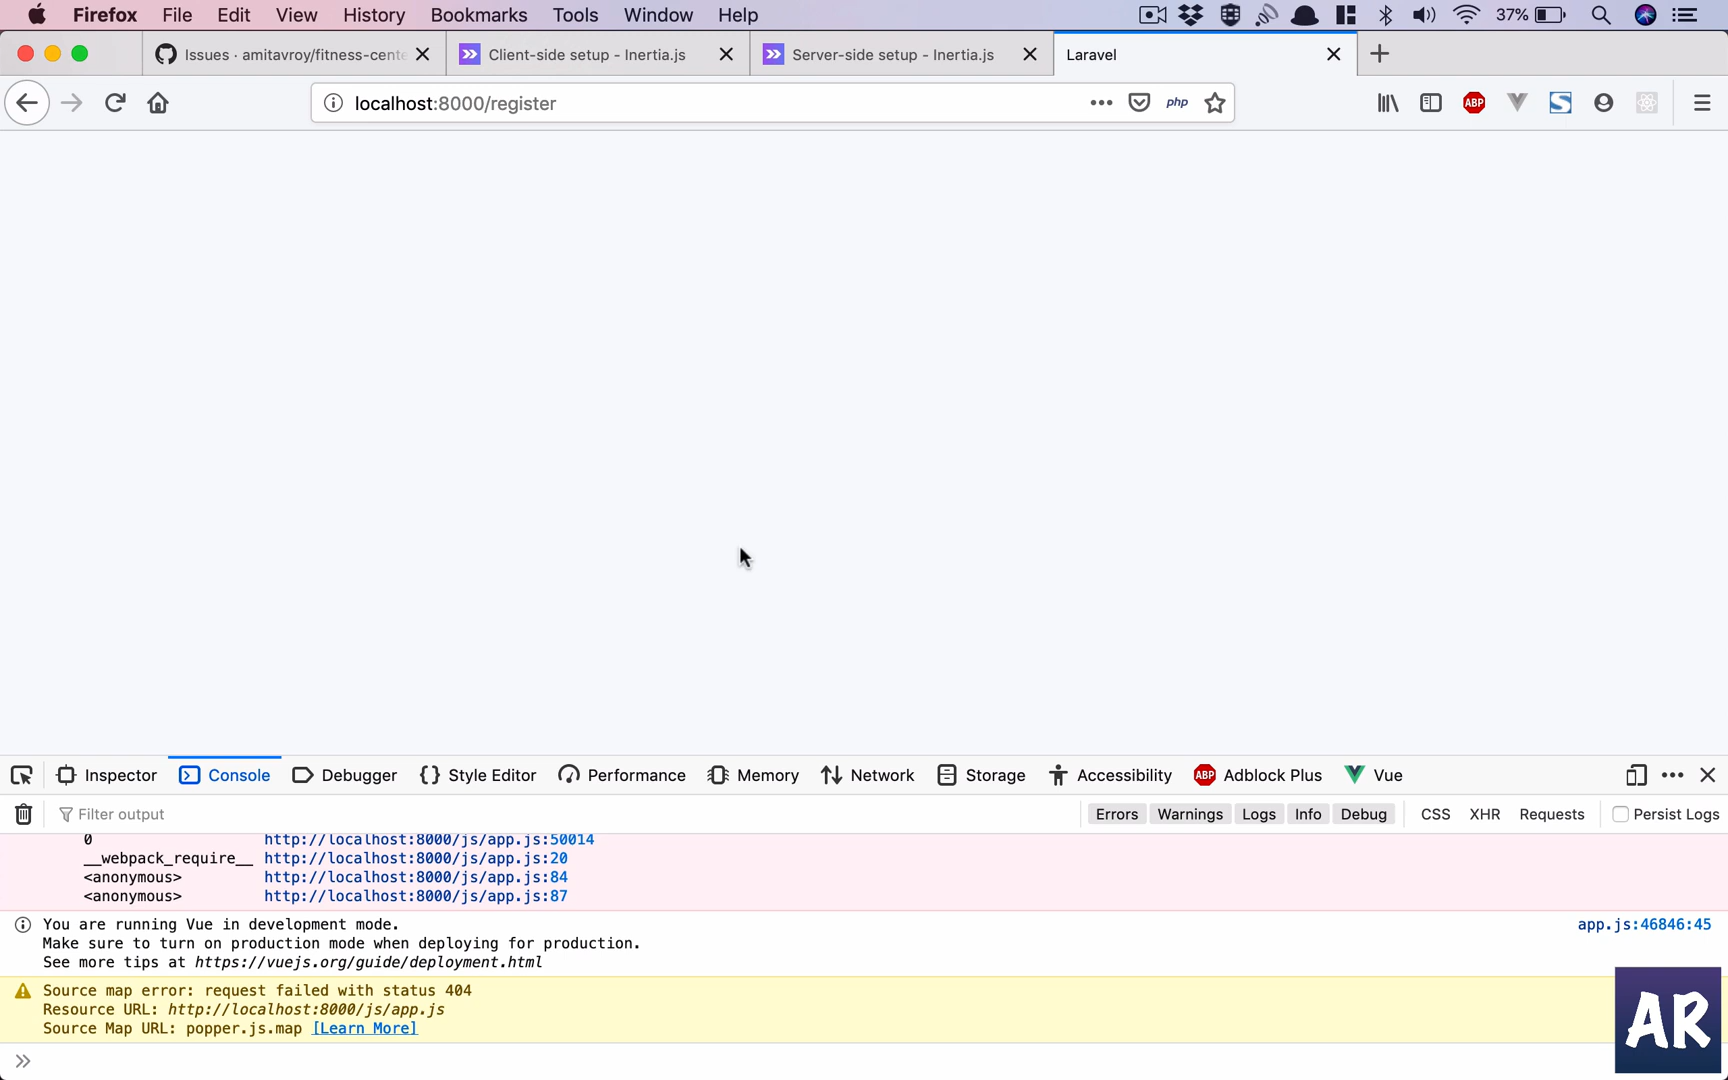 Firefox File Edit View History Bookmarks Tools Window Help 37%
Issues · amitavroy/fitness-cente Client-side setup - Inertia.js Server-side setup - Inertia.js Laravel
localhost:8000/register php ABP
Inspector Console Debugger Style Editor Performance Memory Network Storage Accessibility ABP Adblock Plus Vue
Filter output Errors Warnings Logs Info Debug CSS XHR Requests Persist Logs
0 http://localhost:8000/js/app.js:50014
__webpack_require__ http://localhost:8000/js/app.js:20
<anonymous> http://localhost:8000/js/app.js:84
<anonymous> http://localhost:8000/js/app.js:87
You are running Vue in development mode. app.js:46846:45
Make sure to turn on production mode when deploying for production.
See more tips at https://vuejs.org/guide/deployment.html
Source map error: request failed with status 404
Resource URL: http://localhost:8000/js/app.js
Source Map URL: popper.js.map [Learn More]
AR